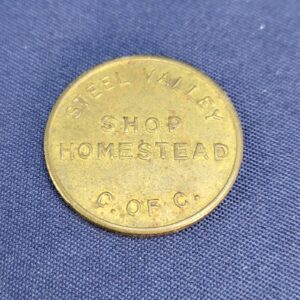 STEEL VALLEY
SHOP
HOMESTEAD
C. OF C.